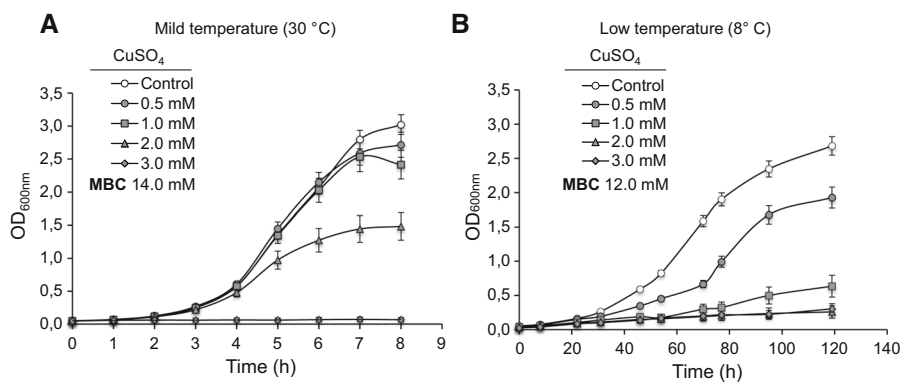 A Mild temperature (30 °C)
CuSO4
Control
0.5 mM
1.0 mM
2.0 mM
3.0 mM
MBC 14.0 mM
OD600nm
3,5
3,0
2,5
2,0
1,5
1,0
0,5
0,0
0 1 2 3 4 5 6 7 8 9
Time (h)
B Low temperature (8° C)
CuSO4
Control
0.5 mM
1.0 mM
2.0 mM
3.0 mM
MBC 12.0 mM
OD600nm
3,5
3,0
2,5
2,0
1,5
1,0
0,5
0,0
0 20 40 60 80 100 120 140
Time (h)